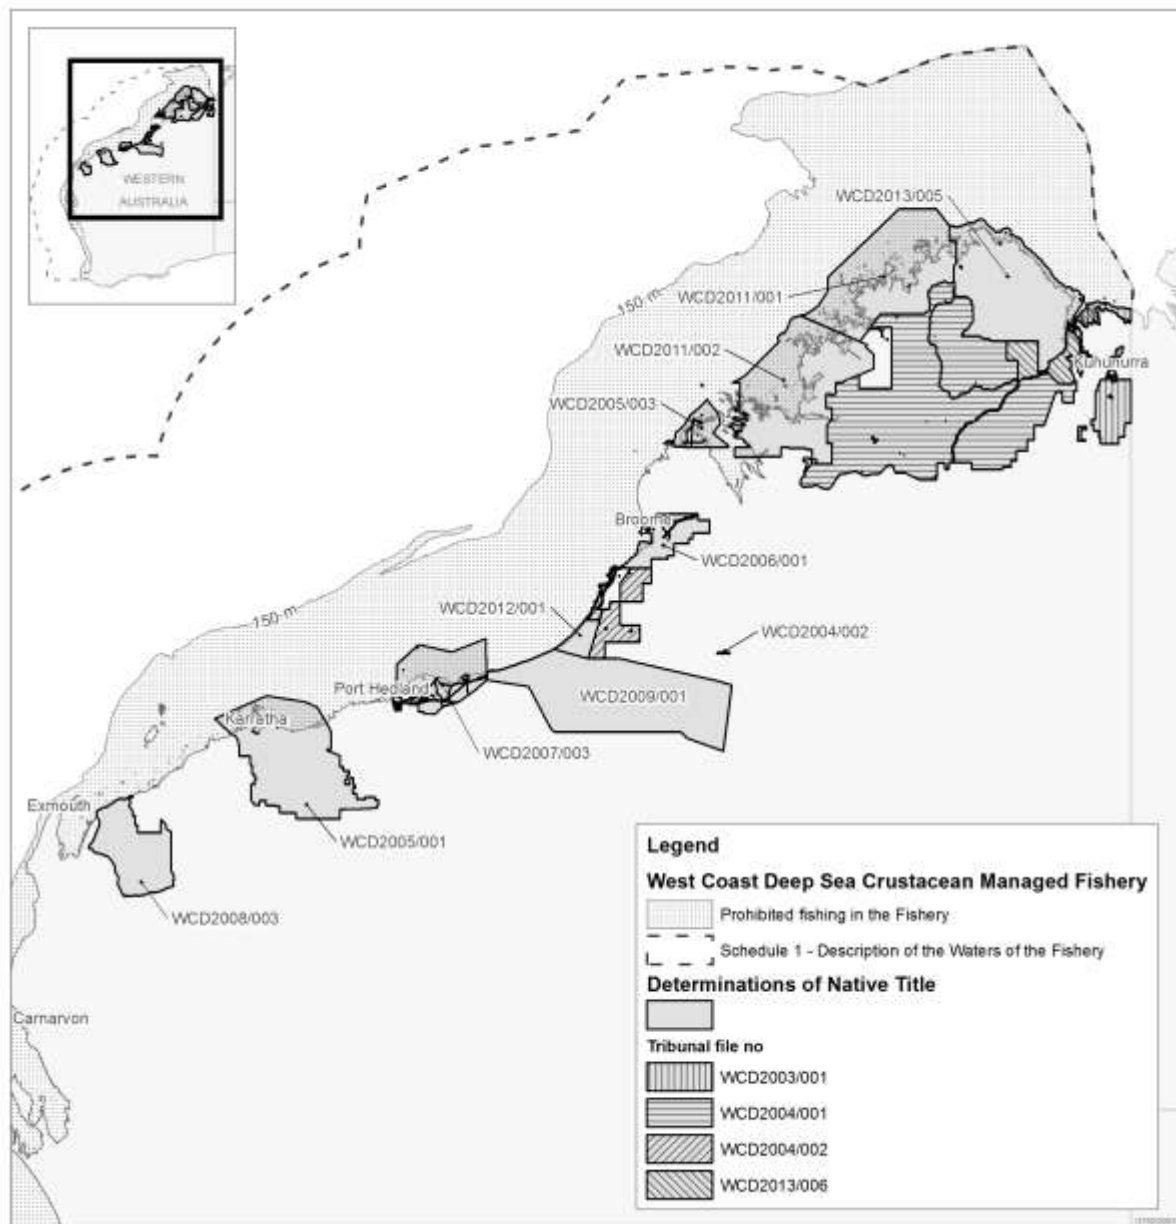 WESTERN
AUSTRALIA
WCD2013/005
WCD2011/001
150 m
WCD2011/002
Kununurra
WCD2005/003
Broome
WCD2006/001
WCD2012/001
150 m
WCD2004/002
Port Hedland
WCD2009/001
Karratha
WCD2007/003
Exmouth
WCD2005/001
WCD2008/003
Carnarvon
Legend
West Coast Deep Sea Crustacean Managed Fishery
Prohibited fishing in the Fishery
Schedule 1 - Description of the Waters of the Fishery
Determinations of Native Title
Tribunal file no
WCD2003/001
WCD2004/001
WCD2004/002
WCD2013/006